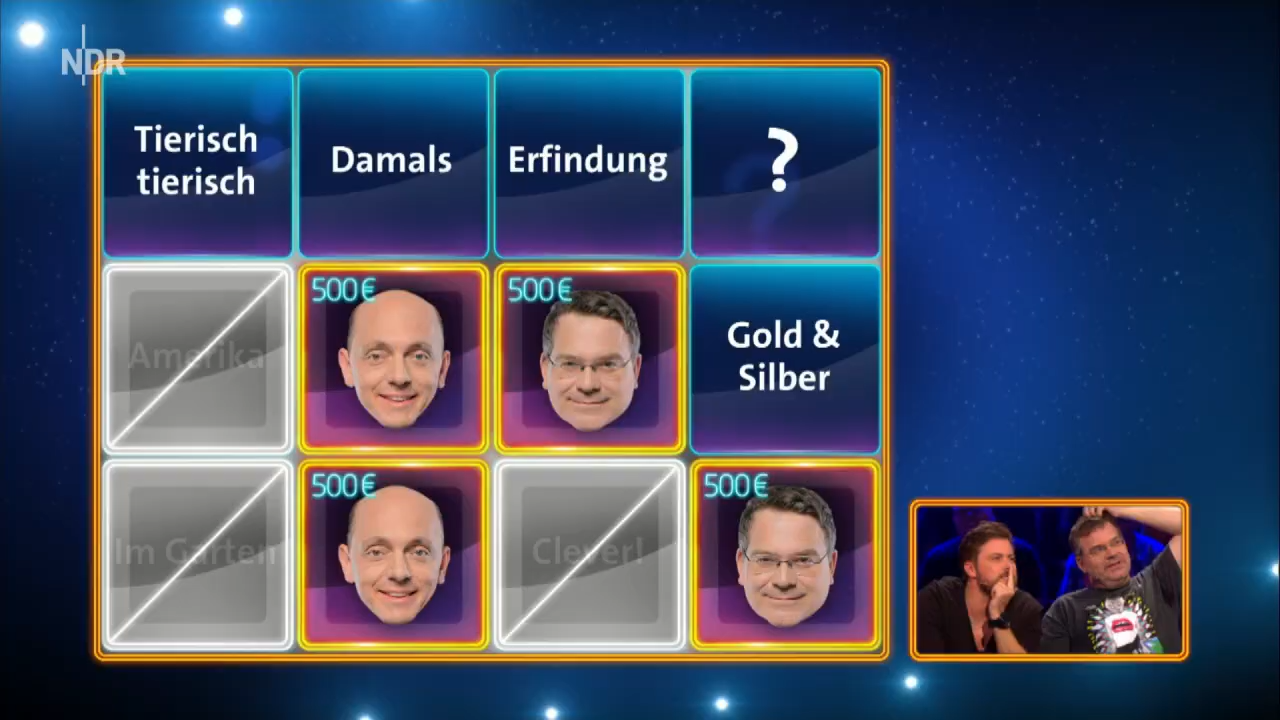 NDR
Tierisch
tierisch
Damals
Erfindung
?
Amerika
500€
500€
Gold &
Silber
Im Garten
500€
Clever!
500€